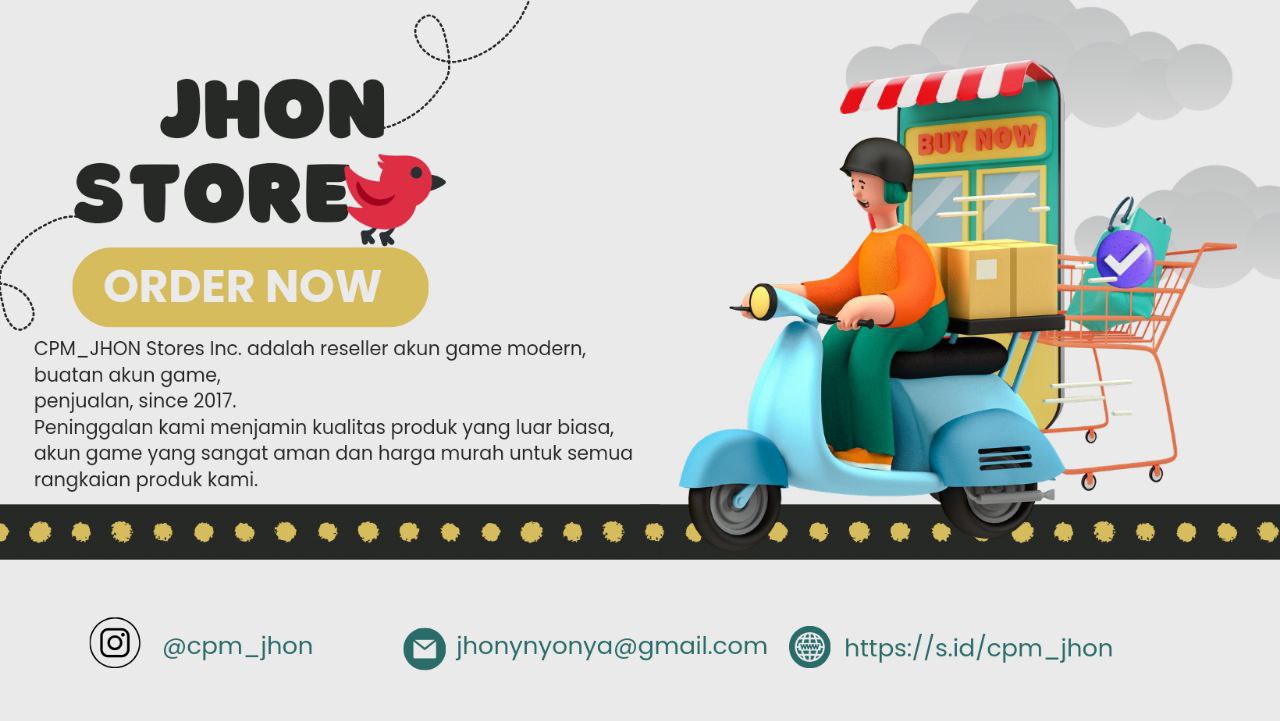 JHON
STORE
ORDER NOW
CPM_JHON Stores Inc. adalah reseller akun game modern,
buatan akun game,
penjualan, since 2017.
Peninggalan kami menjamin kualitas produk yang luar biasa,
akun game yang sangat aman dan harga murah untuk semua
rangkaian produk kami.
BUY NOW
@cpm_jhon
jhonynyonya@gmail.com
WWW
https://s.id/cpm_jhon